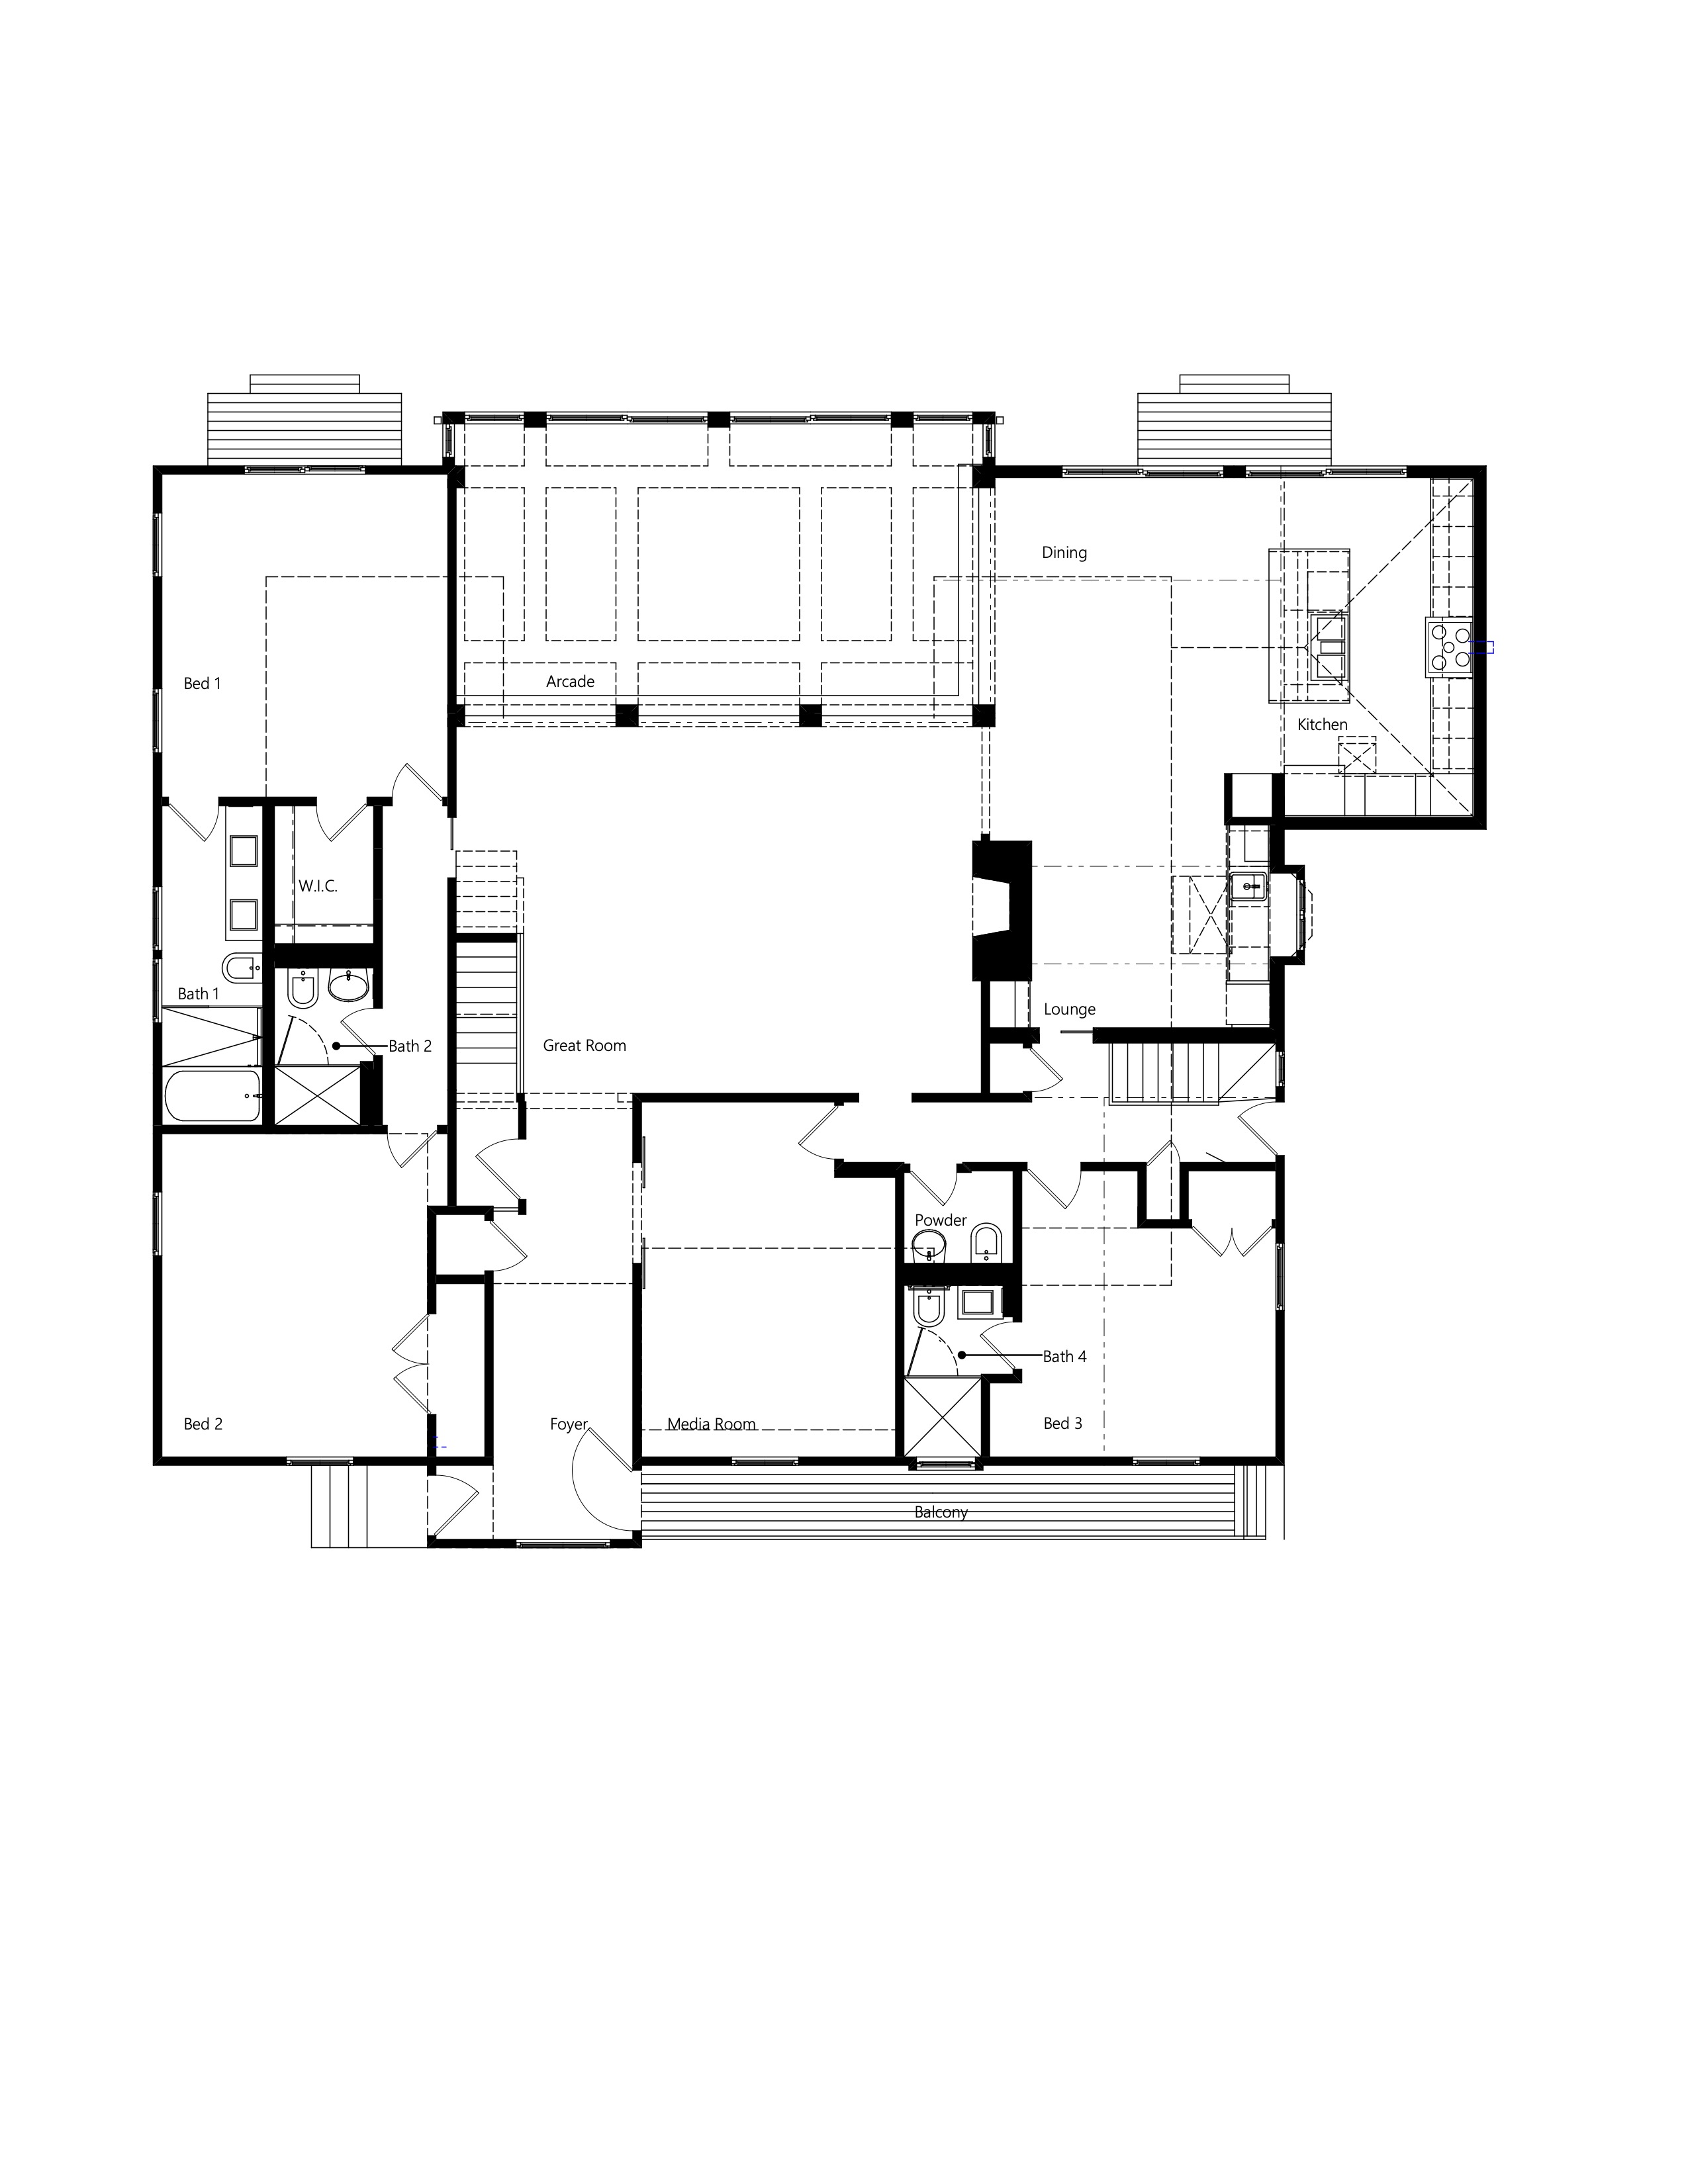 Dining
Bed 1
Arcade
Kitchen
W.I.C.
Bath 1
Lounge
Bath 2
Great Room
Powder
Bath 4
Bed 2
Foyer
Media Room
Bed 3
Balcony